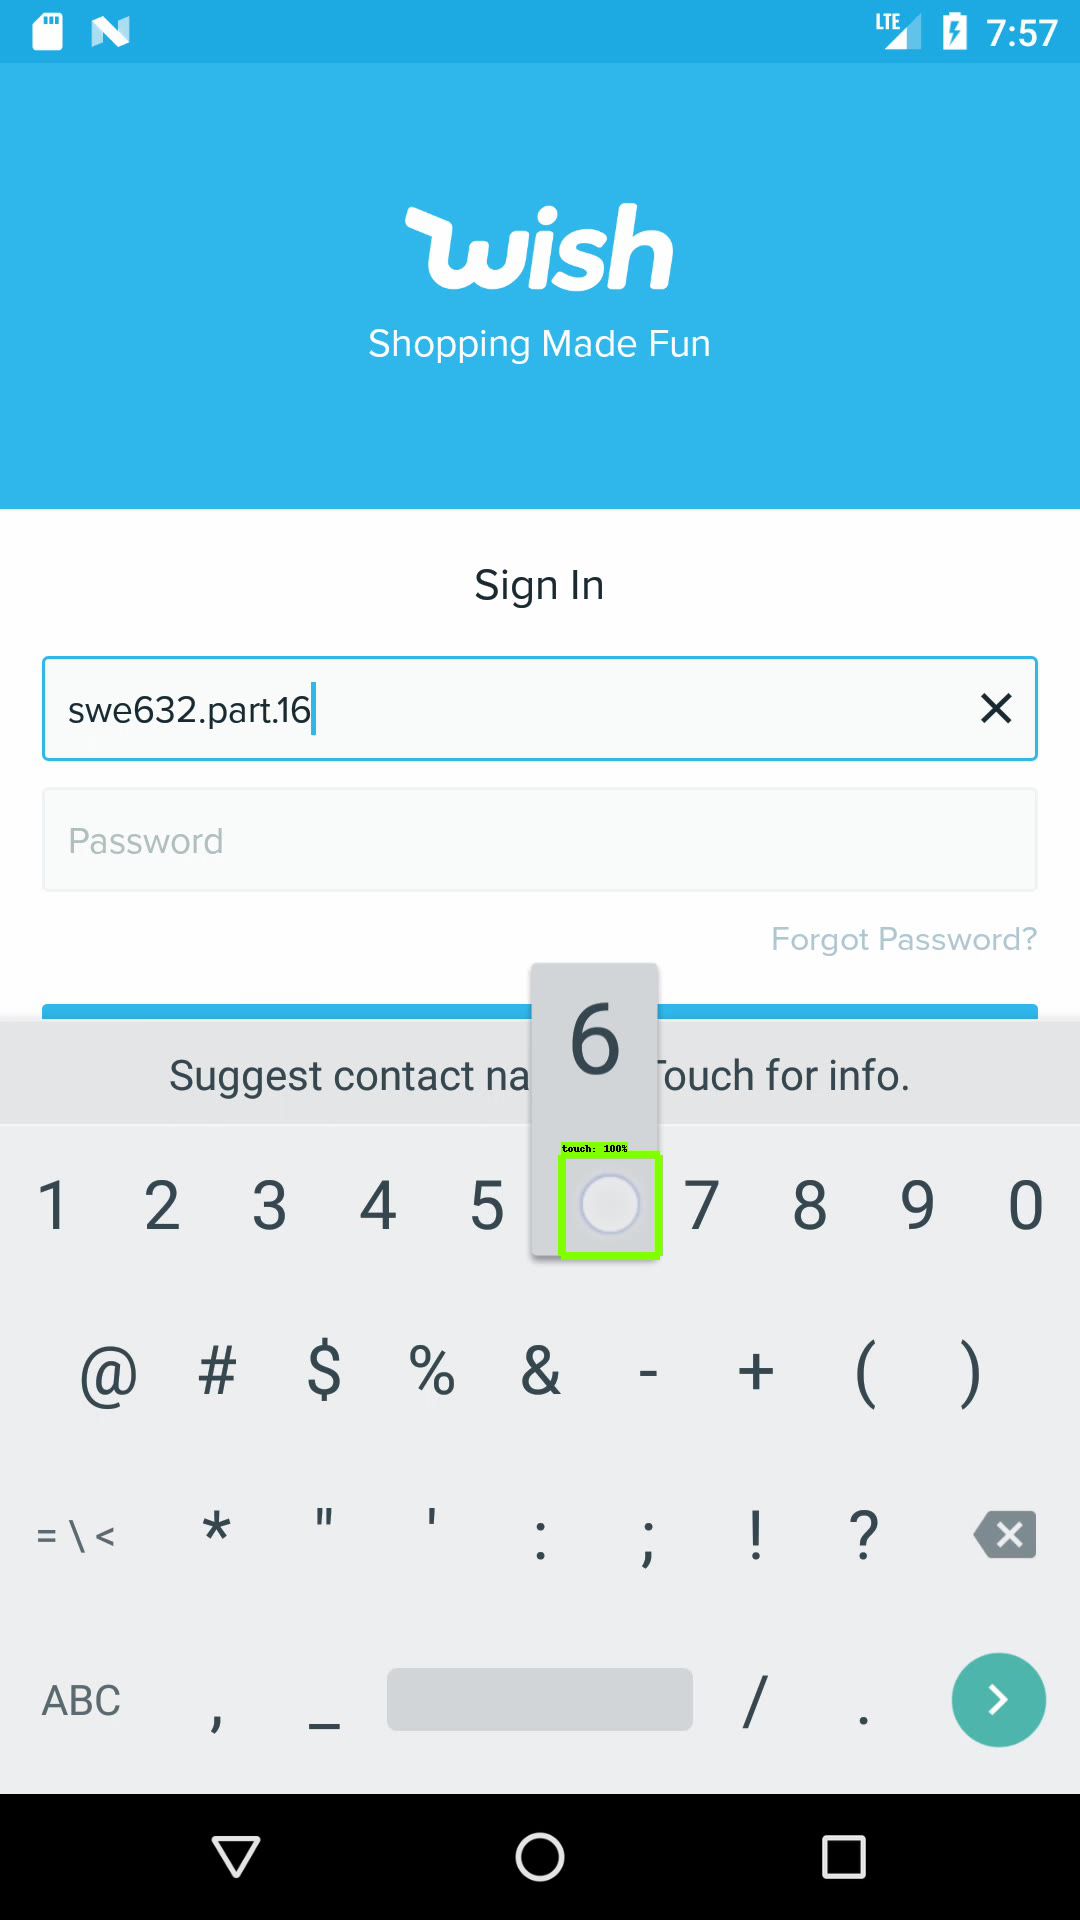 LTE 7:57
wish
Shopping Made Fun
Sign In
swe632.part.16
Password
Forgot Password?
6
Suggest contact na Touch for info.
touch: 100%
1 2 3 4 5 7 8 9 0
@ # $ % & - + ( )
= \ < * " ' : ; ! ?
ABC , _ / .